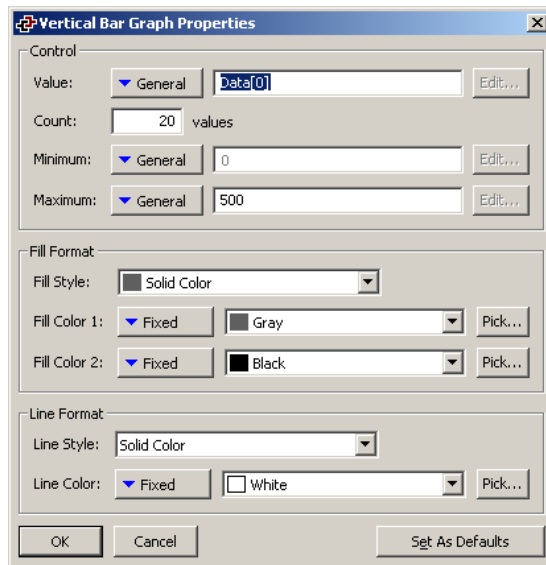 Vertical Bar Graph Properties
Control
Value: General Data[0] Edit...
Count: 20 values
Minimum: General 0 Edit...
Maximum: General 500 Edit...
Fill Format
Fill Style: Solid Color
Fill Color 1: Fixed Gray Pick...
Fill Color 2: Fixed Black Pick...
Line Format
Line Style: Solid Color
Line Color: Fixed White Pick...
OK Cancel Set As Defaults